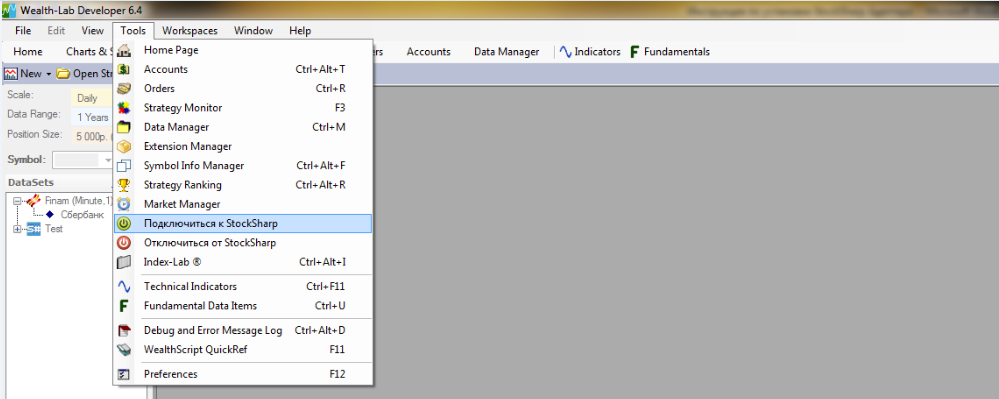 Wealth-Lab Developer 6.4
File Edit View Tools Workspaces Window Help
Home Charts & S Accounts Data Manager Indicators F Fundamentals
New Open Str
Scale: Daily
Data Range: 1 Years
Position Size: 5 000р.
Symbol:
DataSets
Finam (Minute,1)
Сбербанк
S# Test
Home Page
Accounts Ctrl+Alt+T
Orders Ctrl+R
Strategy Monitor F3
Data Manager Ctrl+M
Extension Manager
Symbol Info Manager Ctrl+Alt+F
Strategy Ranking Ctrl+Alt+R
Market Manager
Подключиться к StockSharp
Отключиться от StockSharp
Index-Lab ® Ctrl+Alt+I
Technical Indicators Ctrl+F11
F Fundamental Data Items Ctrl+U
Debug and Error Message Log Ctrl+Alt+D
WealthScript QuickRef F11
Preferences F12